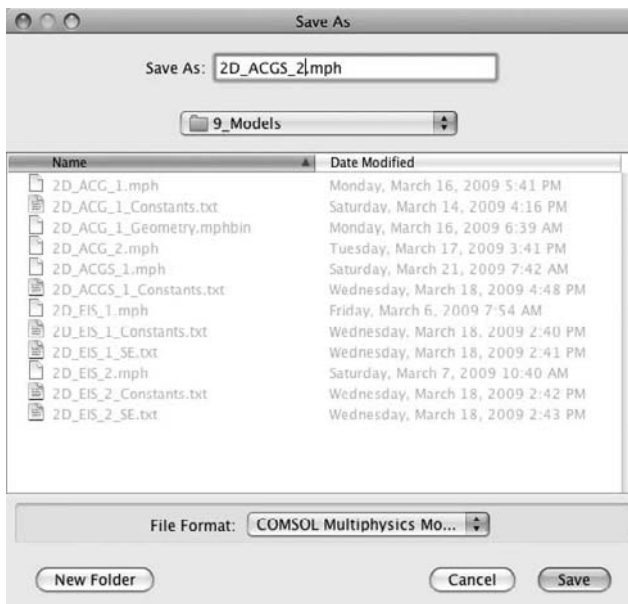 Save As
Save As: 2D_ACGS_2.mph
9_Models
Name Date Modified
2D_ACG_1.mph Monday, March 16, 2009 5:41 PM
2D_ACG_1_Constants.txt Saturday, March 14, 2009 4:16 PM
2D_ACG_1_Geometry.mphbin Monday, March 16, 2009 6:39 AM
2D_ACG_2.mph Tuesday, March 17, 2009 3:41 PM
2D_ACGS_1.mph Saturday, March 21, 2009 7:42 AM
2D_ACGS_1_Constants.txt Wednesday, March 18, 2009 4:48 PM
2D_EIS_1.mph Friday, March 6, 2009 7:54 AM
2D_EIS_1_Constants.txt Wednesday, March 18, 2009 2:40 PM
2D_EIS_1_SE.txt Wednesday, March 18, 2009 2:41 PM
2D_EIS_2.mph Saturday, March 7, 2009 10:40 AM
2D_EIS_2_Constants.txt Wednesday, March 18, 2009 2:42 PM
2D_EIS_2_SE.txt Wednesday, March 18, 2009 2:43 PM
File Format: COMSOL Multiphysics Mo...
New Folder Cancel Save